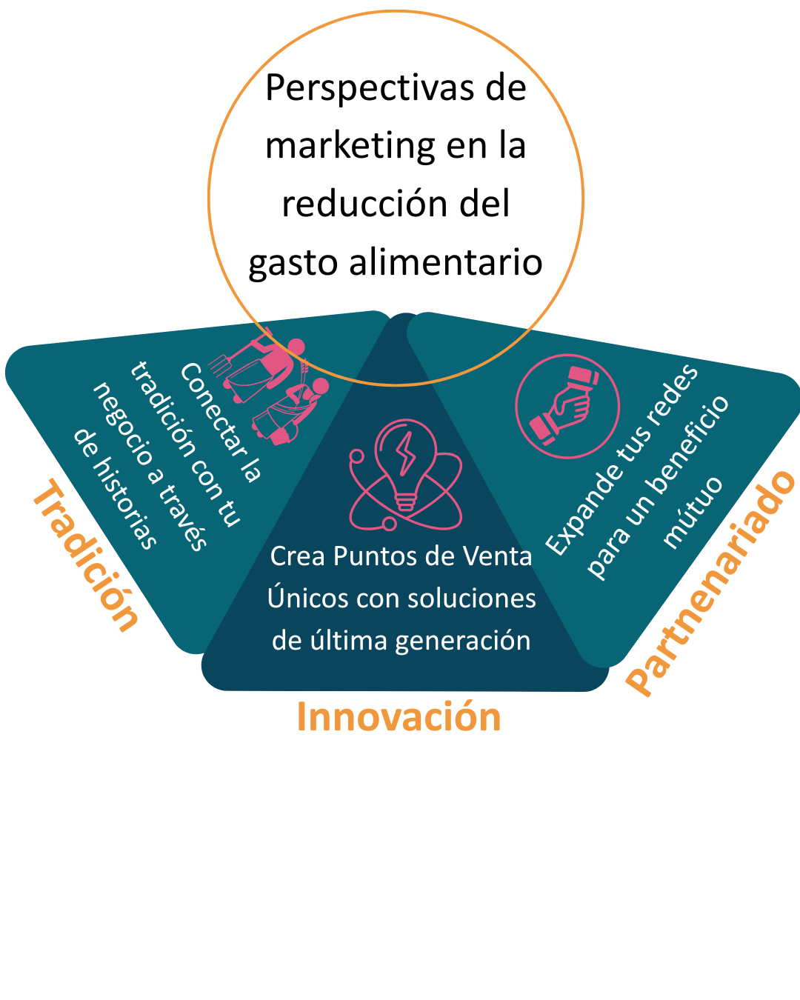 Perspectivas de
marketing en la
reducción del
gasto alimentario
Conectar la
tradición con tu
negocio a través
de historias
Tradición
Crea Puntos de Venta
Únicos con soluciones
de última generación
Innovación
Expande tus redes
para un beneficio
mútuo
Partnenariado